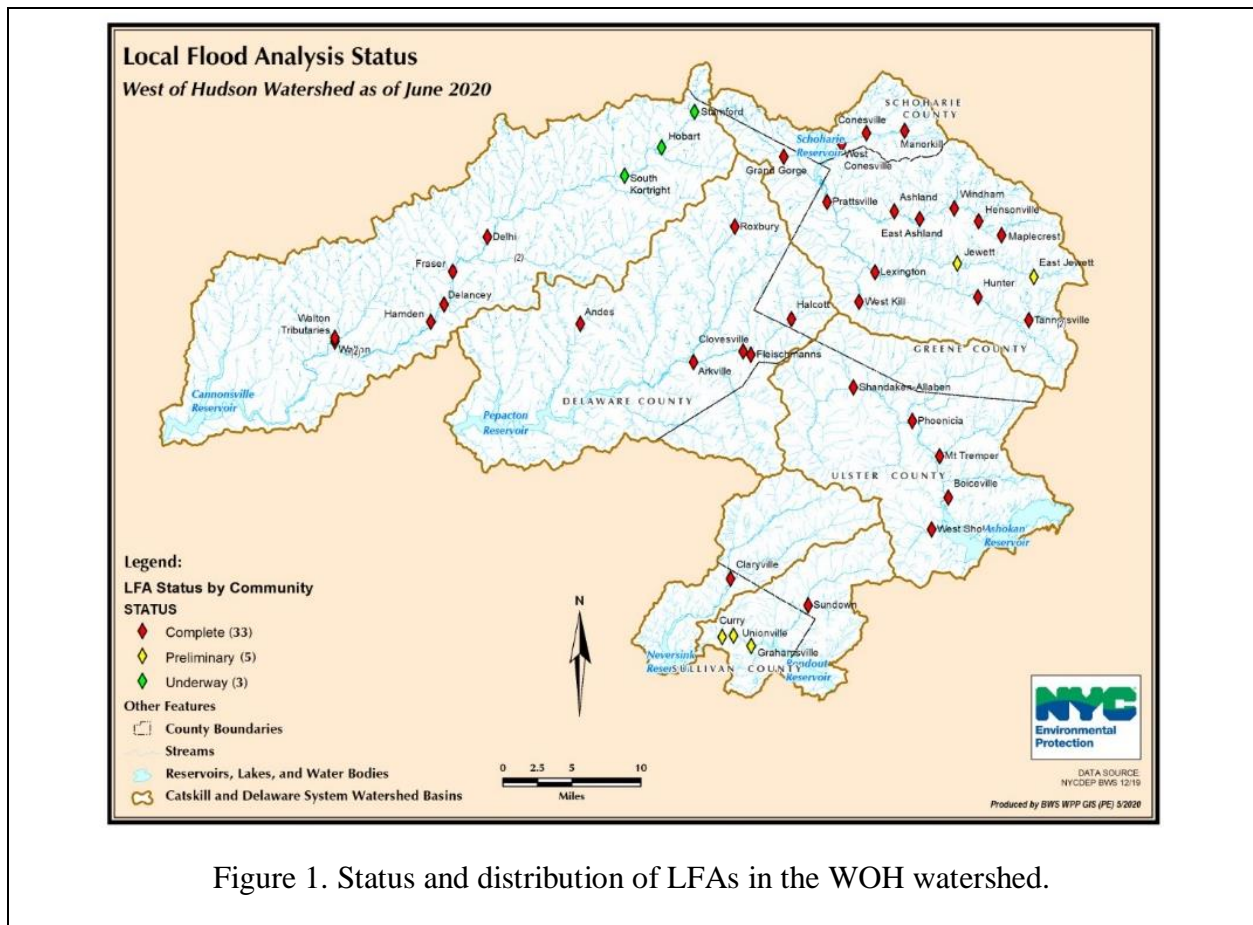 Local Flood Analysis Status
West of Hudson Watershed as of June 2020
SCHOHARIE
COUNTY
Stamford
Hobart
South
Kortright
Conesville
Manorkill
Schoharie
Reservoir
West
Conesville
Grand Gorge
Prattsville
Ashland
East Ashland
Windham
Hensonville
Maplecrest
Jewett
East Jewett
Lexington
Hunter
West Kill
Tannersville
(2)
Roxbury
Delhi
(2)
Fraser
Delancey
Hamden
Walton
Tributaries
Walton
(2)
Andes
Halcott
Clovesville
Fleischmanns
Arkville
GREENE COUNTY
Shandaken-Allaben
Cannonsville
Reservoir
Pepacton
Reservoir
DELAWARE COUNTY
Phoenicia
Mt Tremper
ULSTER COUNTY
Boiceville
West Sho
Ashokan
Reservoir
Claryville
Sundown
Curry
Unionville
Grahamsville
Neversink
SULLIVAN COUNTY
Rondout
Reservoir
Legend:
LFA Status by Community
STATUS
Complete (33)
Preliminary (5)
Underway (3)
Other Features
County Boundaries
Streams
Reservoirs, Lakes, and Water Bodies
Catskill and Delaware System Watershed Basins
N
0 2.5 5 10
Miles
NYC
Environmental
Protection
DATA SOURCE:
NYCDEP BWS 12/19
Produced by BWS WPP GIS (PE) 5/2020
Figure 1. Status and distribution of LFAs in the WOH watershed.